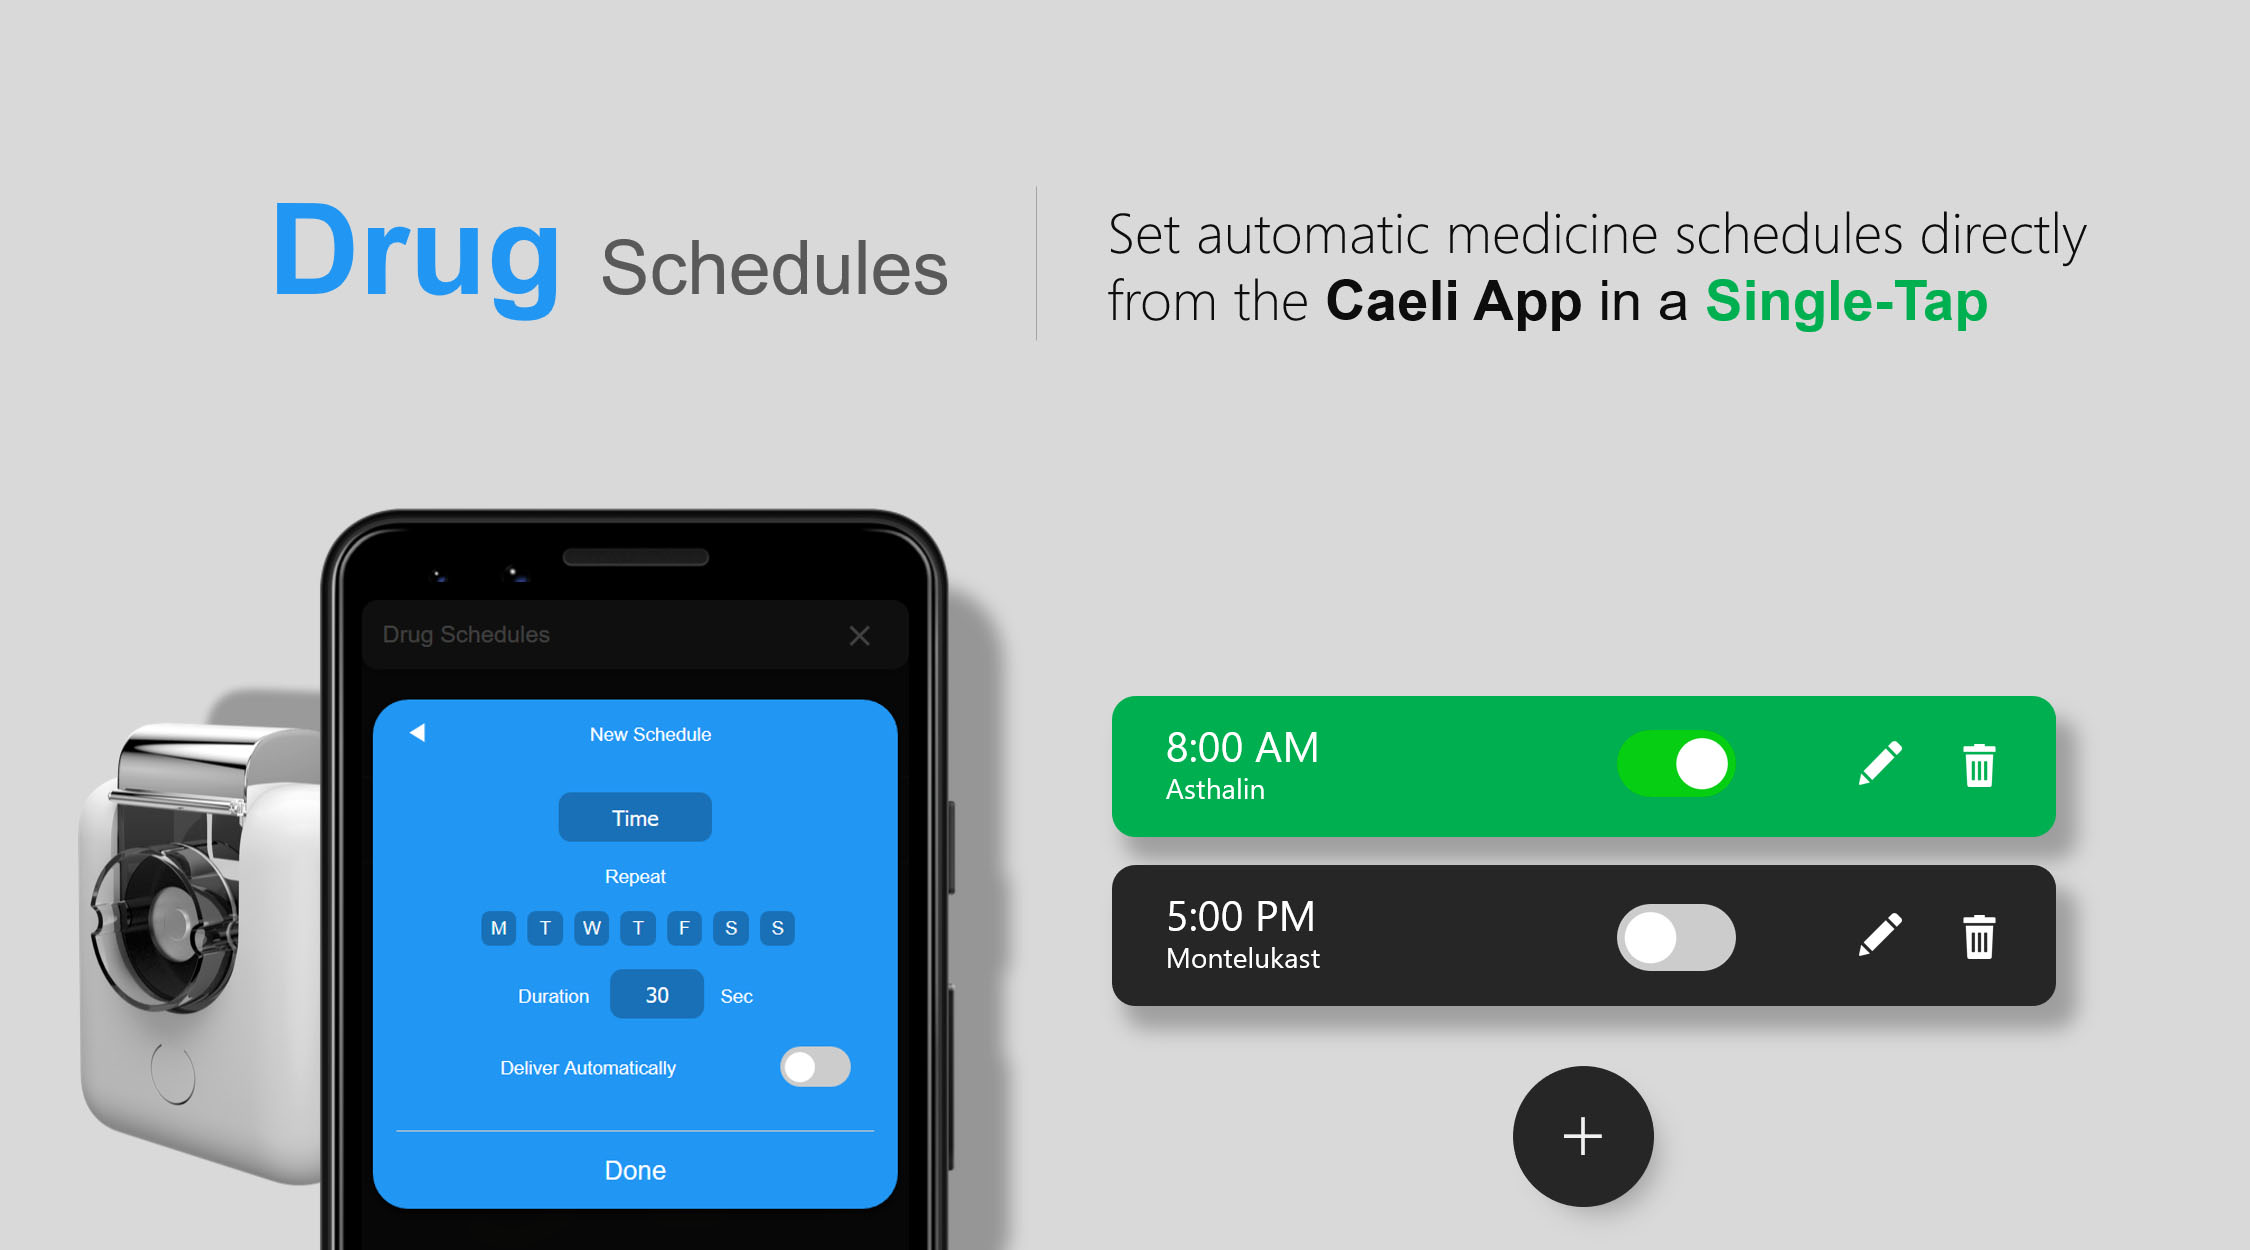 Drug Schedules
Set automatic medicine schedules directly
from the Caeli App in a Single-Tap
Drug Schedules
New Schedule
Time
Repeat
M T W T F S S
Duration 30 Sec
Deliver Automatically
Done
8:00 AM
Asthalin
5:00 PM
Montelukast